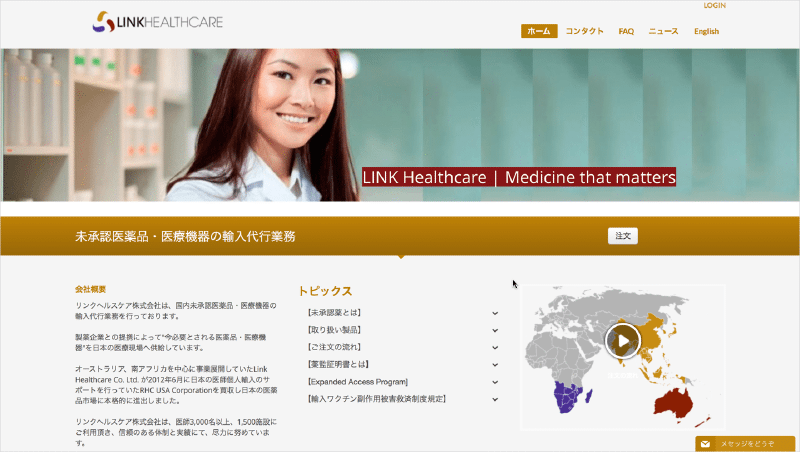 LOGIN
LINKHEALTHCARE
ホーム コンタクト FAQ ニュース English
LINK Healthcare | Medicine that matters
未承認医薬品・医療機器の輸入代行業務
注文
会社概要
リンクヘルスケア株式会社は、国内未承認医薬品・医療機器の
輸入代行業務を行っております。
製薬企業との提携によって"今必要とされる医薬品・医療機
器"を日本の医療現場へ供給しています。
オーストラリア、南アフリカを中心に事業展開していたLink
Healthcare Co. Ltd. が2012年6月に日本の医師個人輸入のサ
ポートを行っていたRHC USA Corporationを買収し日本の医薬
品市場に本格的に進出しました。
リンクヘルスケア株式会社は、医師3,000名以上、1,500施設に
ご利用頂き、信頼のある体制と実績にて、尽力に努めていま
す。
トピックス
【未承認薬とは】
【取り扱い製品】
【ご注文の流れ】
【薬監証明書とは】
[Expanded Access Program]
【輸入ワクチン副作用被害救済制度規定】
メッセージをどうぞ